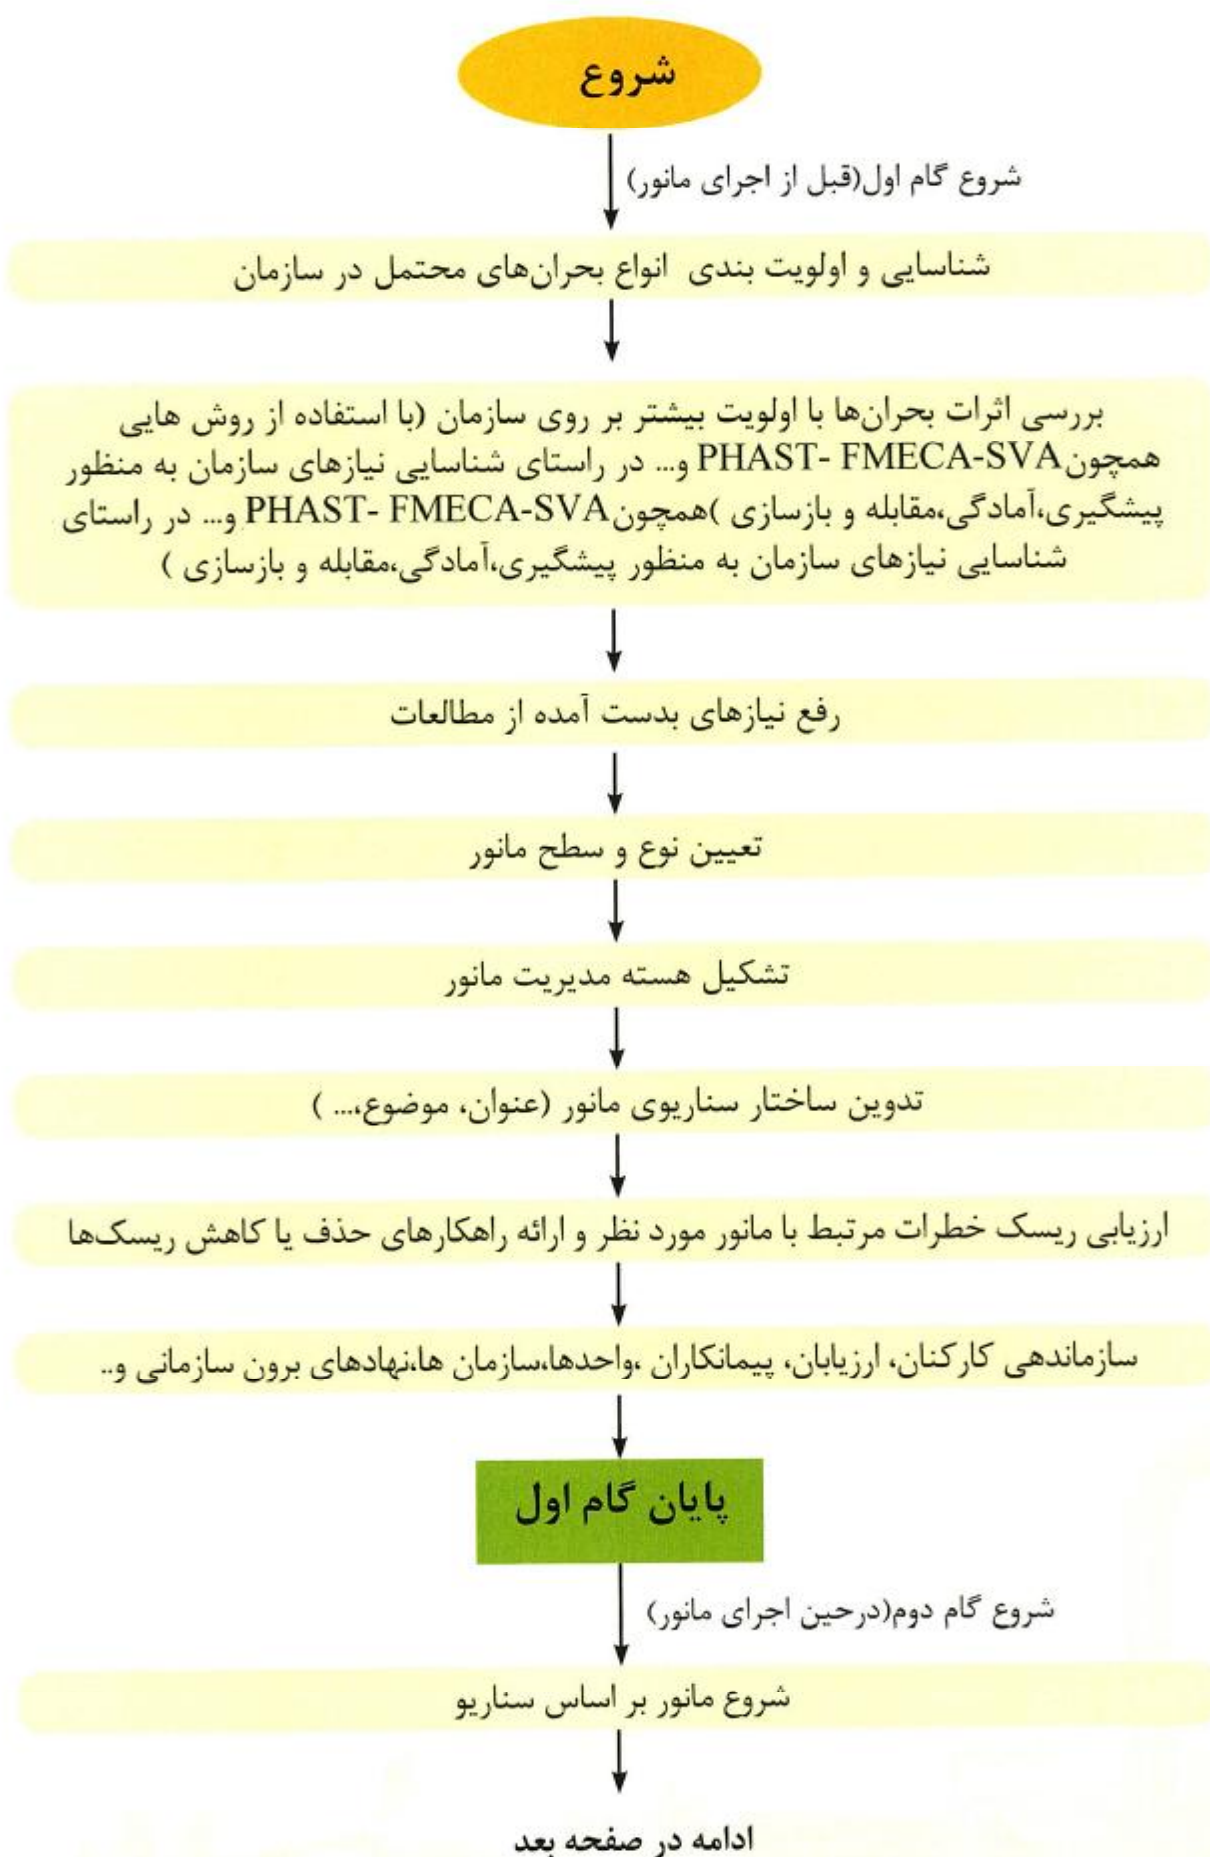 شروع
شروع گام اول(قبل از اجرای مانور)
شناسایی و اولویت بندی انواع بحران‌های محتمل در سازمان
بررسی اثرات بحران‌ها با اولویت بیشتر بر روی سازمان (با استفاده از روش هایی
همچونPHAST- FMECA-SVA و... در راستای شناسایی نیازهای سازمان به منظور
پیشگیری،آمادگی،مقابله و بازسازی )همچونPHAST- FMECA-SVA و... در راستای
شناسایی نیازهای سازمان به منظور پیشگیری،آمادگی،مقابله و بازسازی )
رفع نیازهای بدست آمده از مطالعات
تعیین نوع و سطح مانور
تشکیل هسته مدیریت مانور
تدوین ساختار سناریوی مانور (عنوان، موضوع،... )
ارزیابی ریسک خطرات مرتبط با مانور مورد نظر و ارائه راهکارهای حذف یا کاهش ریسک‌ها
سازماندهی کارکنان، ارزیابان، پیمانکاران ،واحدها،سازمان ها،نهادهای برون سازمانی و..
پایان گام اول
شروع گام دوم(درحین اجرای مانور)
شروع مانور بر اساس سناریو
ادامه در صفحه بعد